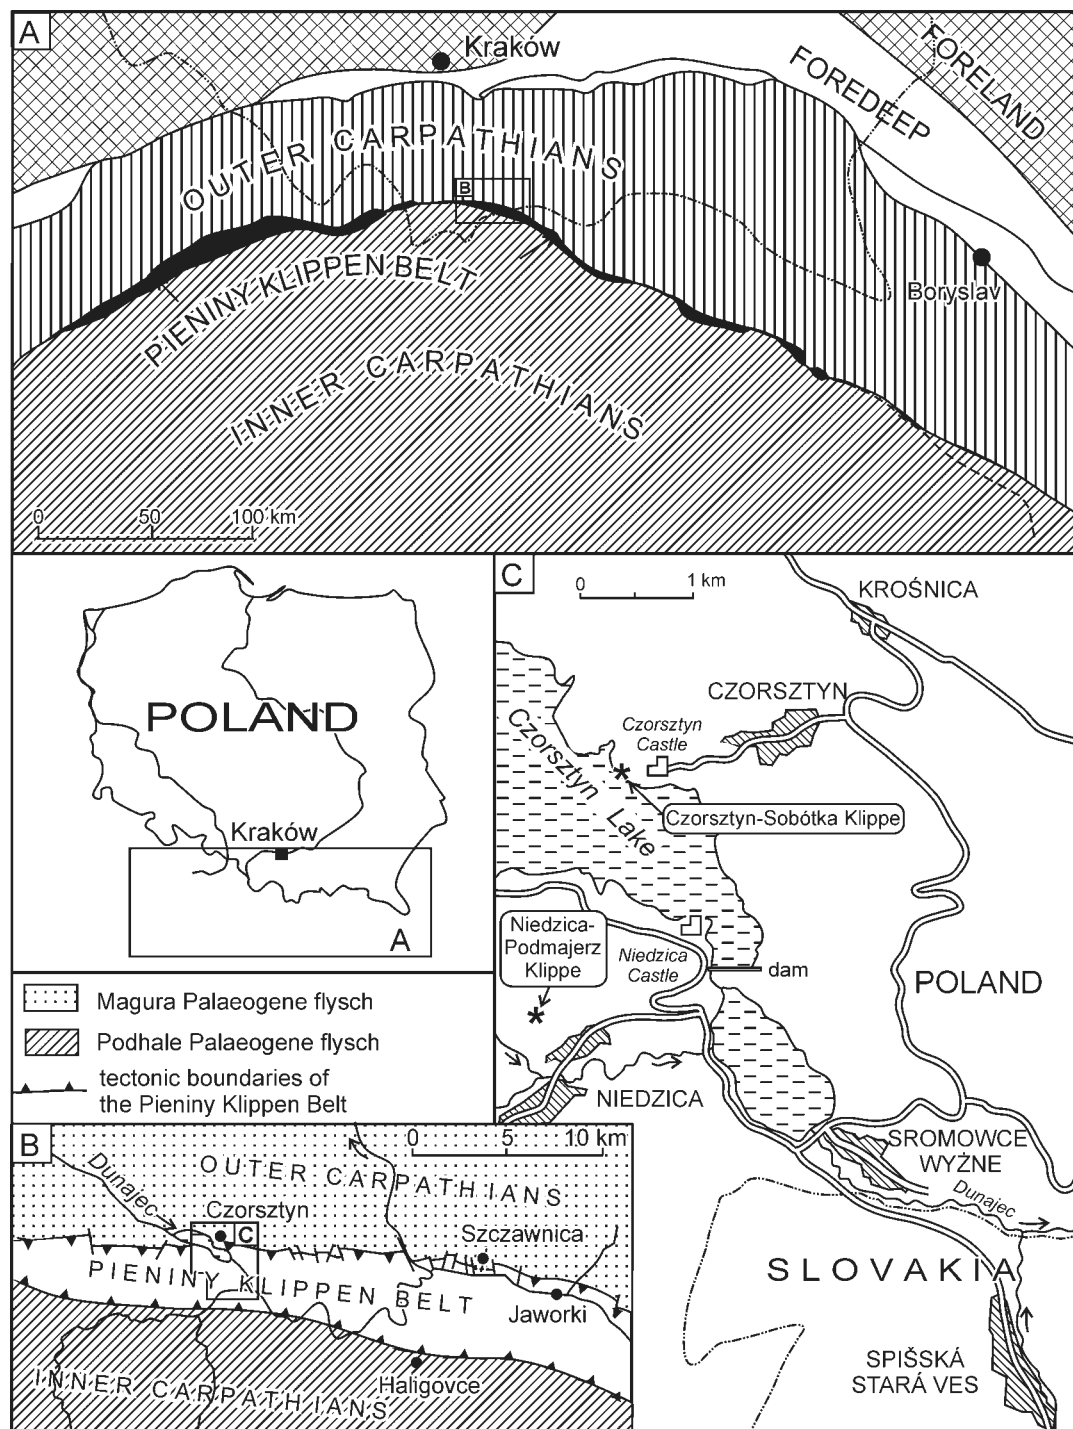 A
Kraków
FORELAND
FOREDEEP
OUTER CARPATHIANS
B
PIENINY KLIPPEN BELT
Boryslav
INNER CARPATHIANS
0 50 100 km
POLAND
Kraków
A
C
0 1 km
KROŚNICA
CZORSZTYN
Czorsztyn
Castle
Czorsztyn Lake
Czorsztyn-Sobótka Klippe
Niedzica-
Podmajerz
Klippe
Niedzica
Castle
dam
POLAND
NIEDZICA
SROMOWCE
WYŻNE
Dunajec
SLOVAKIA
SPIŠSKÁ
STARÁ VES
Magura Palaeogene flysch
Podhale Palaeogene flysch
tectonic boundaries of
the Pieniny Klippen Belt
B
0 5 10 km
OUTER CARPATHIANS
Dunajec
Czorsztyn
C
Szczawnica
PIENINY KLIPPEN BELT
Jaworki
Haligovce
INNER CARPATHIANS